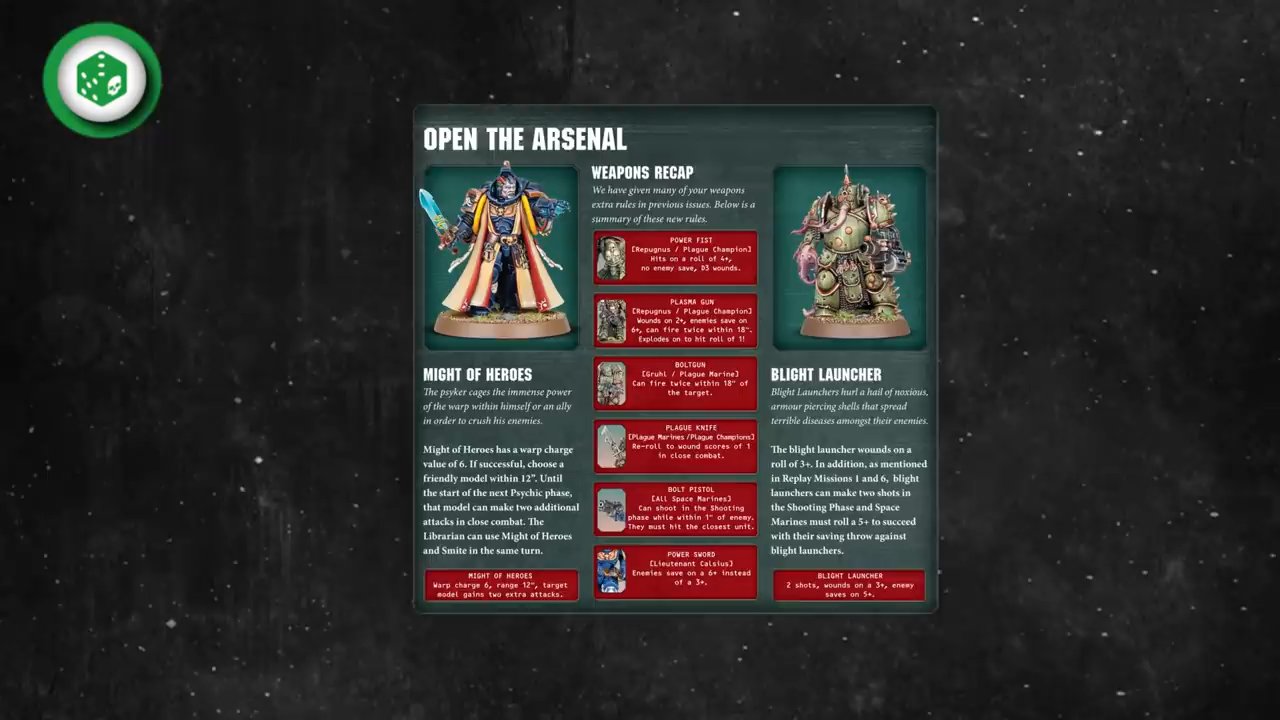 OPEN THE ARSENAL
MIGHT OF HEROES
The psyker cages the immense power
of the warp within himself or an ally
in order to crush his enemies.
Might of Heroes has a warp charge
value of 6. If successful, choose a
friendly model within 12". Until
the start of the next Psychic phase,
that model can make two additional
attacks in close combat. The
Librarian can use Might of Heroes
and Smite in the same turn.
MIGHT OF HEROES
Warp charge 6, range 12", target
model gains two extra attacks.
WEAPONS RECAP
We have given many of your weapons
extra rules in previous issues. Below is a
summary of these new rules.
POWER FIST
[Repugnus / Plague Champion]
Hits on a roll of 4+,
no enemy save, D3 wounds.
PLASMA GUN
[Repugnus / Plague Champion]
Wounds on 2+, enemies save on
6+, can fire twice within 18".
Explodes on to hit roll of 1!
BOLTGUN
[Gruhl / Plague Marine]
Can fire twice within 18" of
the target.
PLAGUE KNIFE
[Plague Marines /Plague Champions]
Re-roll to wound scores of 1
in close combat.
BOLT PISTOL
[All Space Marines]
Can shoot in the Shooting
phase while within 1" of enemy.
They must hit the closest unit.
POWER SWORD
[Lieutenant Calsius]
Enemies save on a 6+ instead
of a 3+.
BLIGHT LAUNCHER
Blight Launchers hurl a hail of noxious,
armour piercing shells that spread
terrible diseases amongst their enemies.
The blight launcher wounds on a
roll of 3+. In addition, as mentioned
in Replay Missions 1 and 6, blight
launchers can make two shots in
the Shooting Phase and Space
Marines must roll a 5+ to succeed
with their saving throw against
blight launchers.
BLIGHT LAUNCHER
2 shots, wounds on a 3+, enemy
saves on 5+.